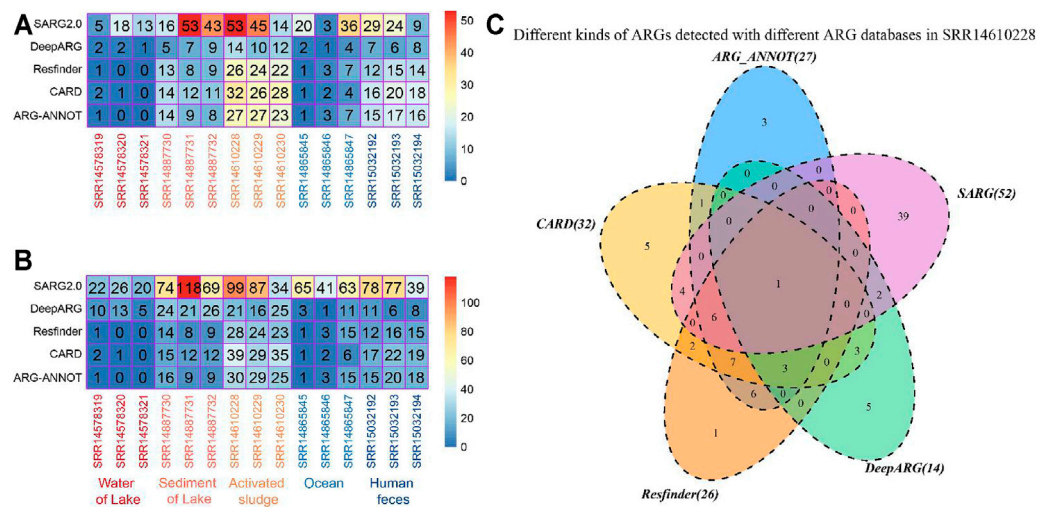 A
SARG2.0 5 18 13 16 53 43 53 45 14 20 3 36 29 24 9
DeepARG 2 2 1 5 7 9 14 10 12 1 1 4 7 6 8
Resfinder 1 0 0 13 8 9 26 24 22 1 3 7 12 15 14
CARD 2 1 0 14 12 11 32 26 28 1 2 4 16 20 18
ARG-ANNOT 1 0 0 14 9 8 27 27 23 1 3 7 15 17 16
50
40
30
20
10
0
SRR14578319 SRR14578320 SRR14578321 SRR14887730 SRR14887731 SRR14887732 SRR14610228 SRR14610229 SRR14610230 SRR14865845 SRR14865846 SRR14865847 SRR15032192 SRR15032193 SRR15032194
B
SARG2.0 22 26 20 74 118 69 99 87 34 65 41 63 78 77 39
DeepARG 10 13 5 24 21 26 21 16 25 3 1 11 11 6 8
Resfinder 1 0 0 14 8 9 28 24 23 1 3 15 12 16 15
CARD 2 1 0 15 12 12 39 29 35 1 2 6 17 22 19
ARG-ANNOT 1 0 0 16 9 9 30 29 25 1 3 15 15 20 18
100
80
60
40
20
0
SRR14578319 SRR14578320 SRR14578321 SRR14887730 SRR14887731 SRR14887732 SRR14610228 SRR14610229 SRR14610230 SRR14865845 SRR14865846 SRR14865847 SRR15032192 SRR15032193 SRR15032194
Water
of Lake
Sediment
of Lake
Activated
sludge
Ocean
Human
feces
C
Different kinds of ARGs detected with different ARG databases in SRR14610228
ARG_ANNOT(27)
3
SARG(52)
CARD(32)
0 0
0 0 0
1 0 0 0 39
5 0 0
0
4 1 0 2
6 0
0
2 7 3 0 3
6 0 0
1 5
DeepARG(14)
Resfinder(26)